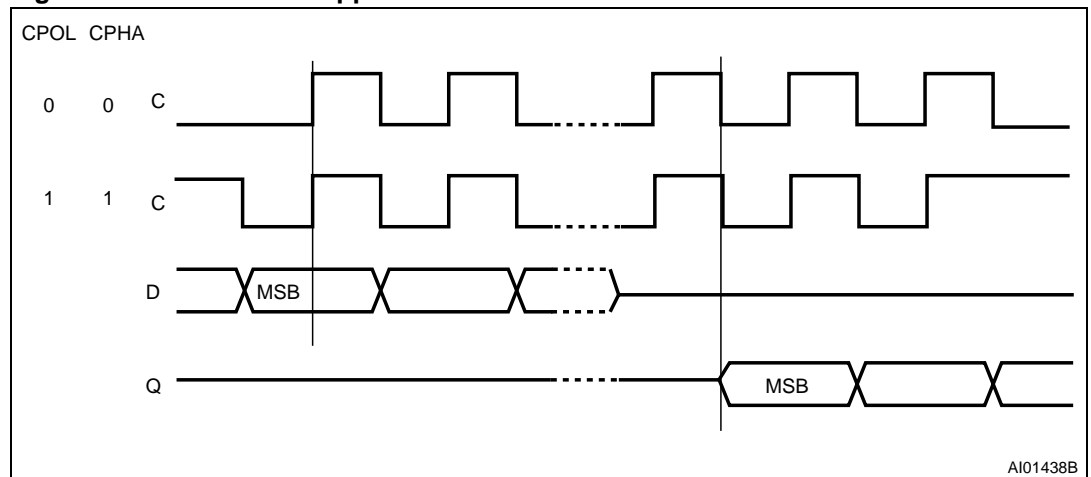 CPOL CPHA
0 0 C
1 1 C
D MSB
Q MSB
AI01438B